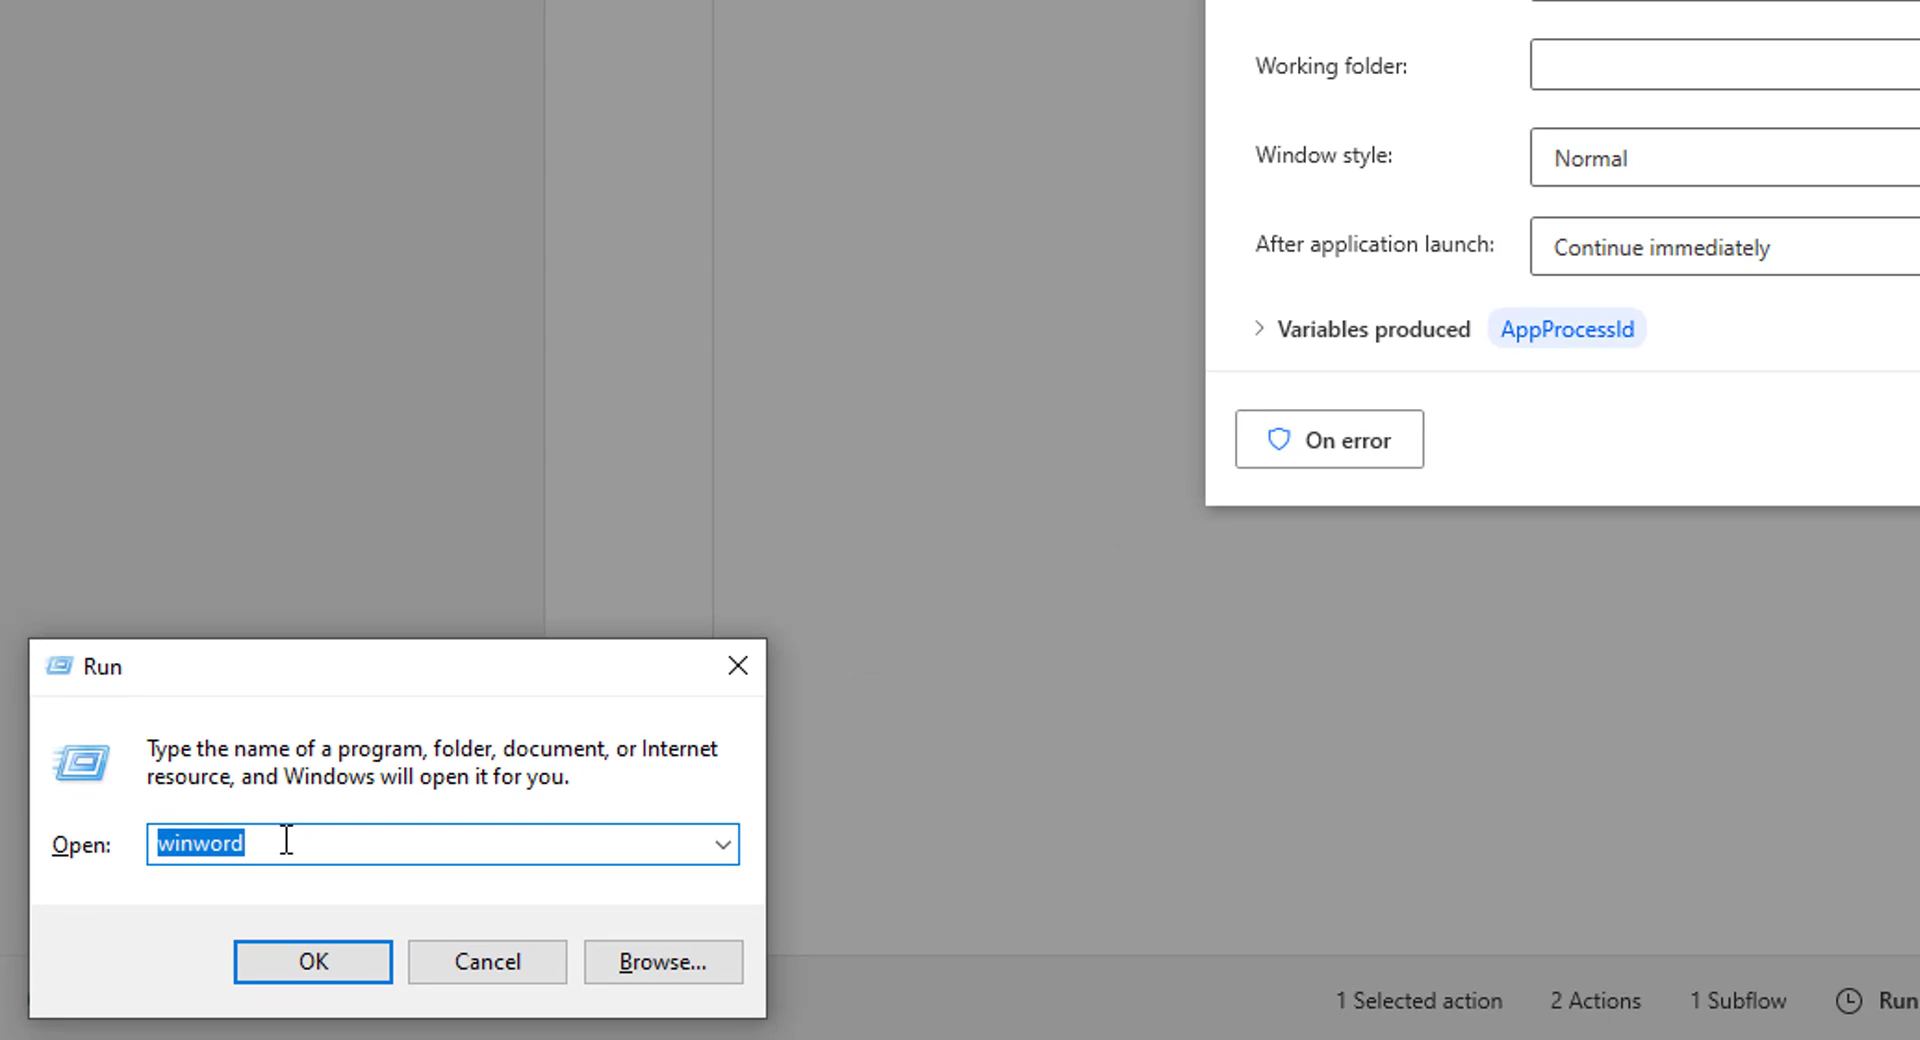 Working folder:
Window style:
Normal
After application launch:
Continue immediately
Variables produced
AppProcessId
On error
Run
Type the name of a program, folder, document, or Internet
resource, and Windows will open it for you.
Open:
winword
OK
Cancel
Browse...
1 Selected action
2 Actions
1 Subflow
Run